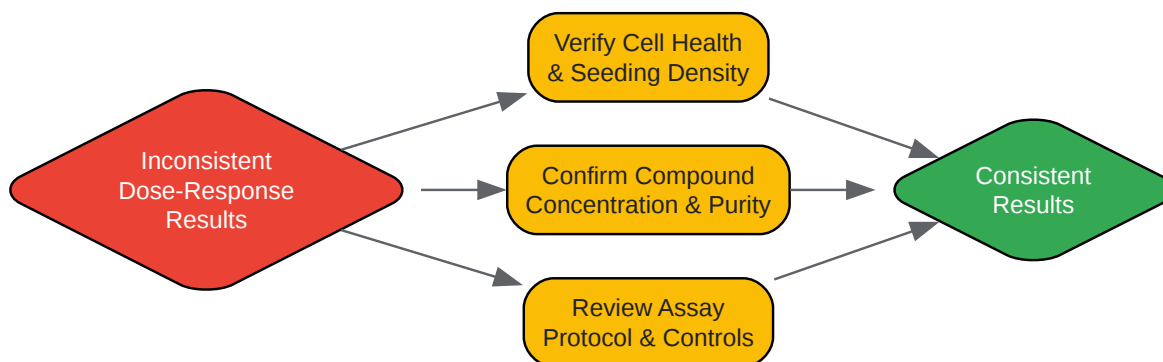 Inconsistent
Dose-Response
Results
Verify Cell Health
& Seeding Density
Confirm Compound
Concentration & Purity
Review Assay
Protocol & Controls
Consistent
Results